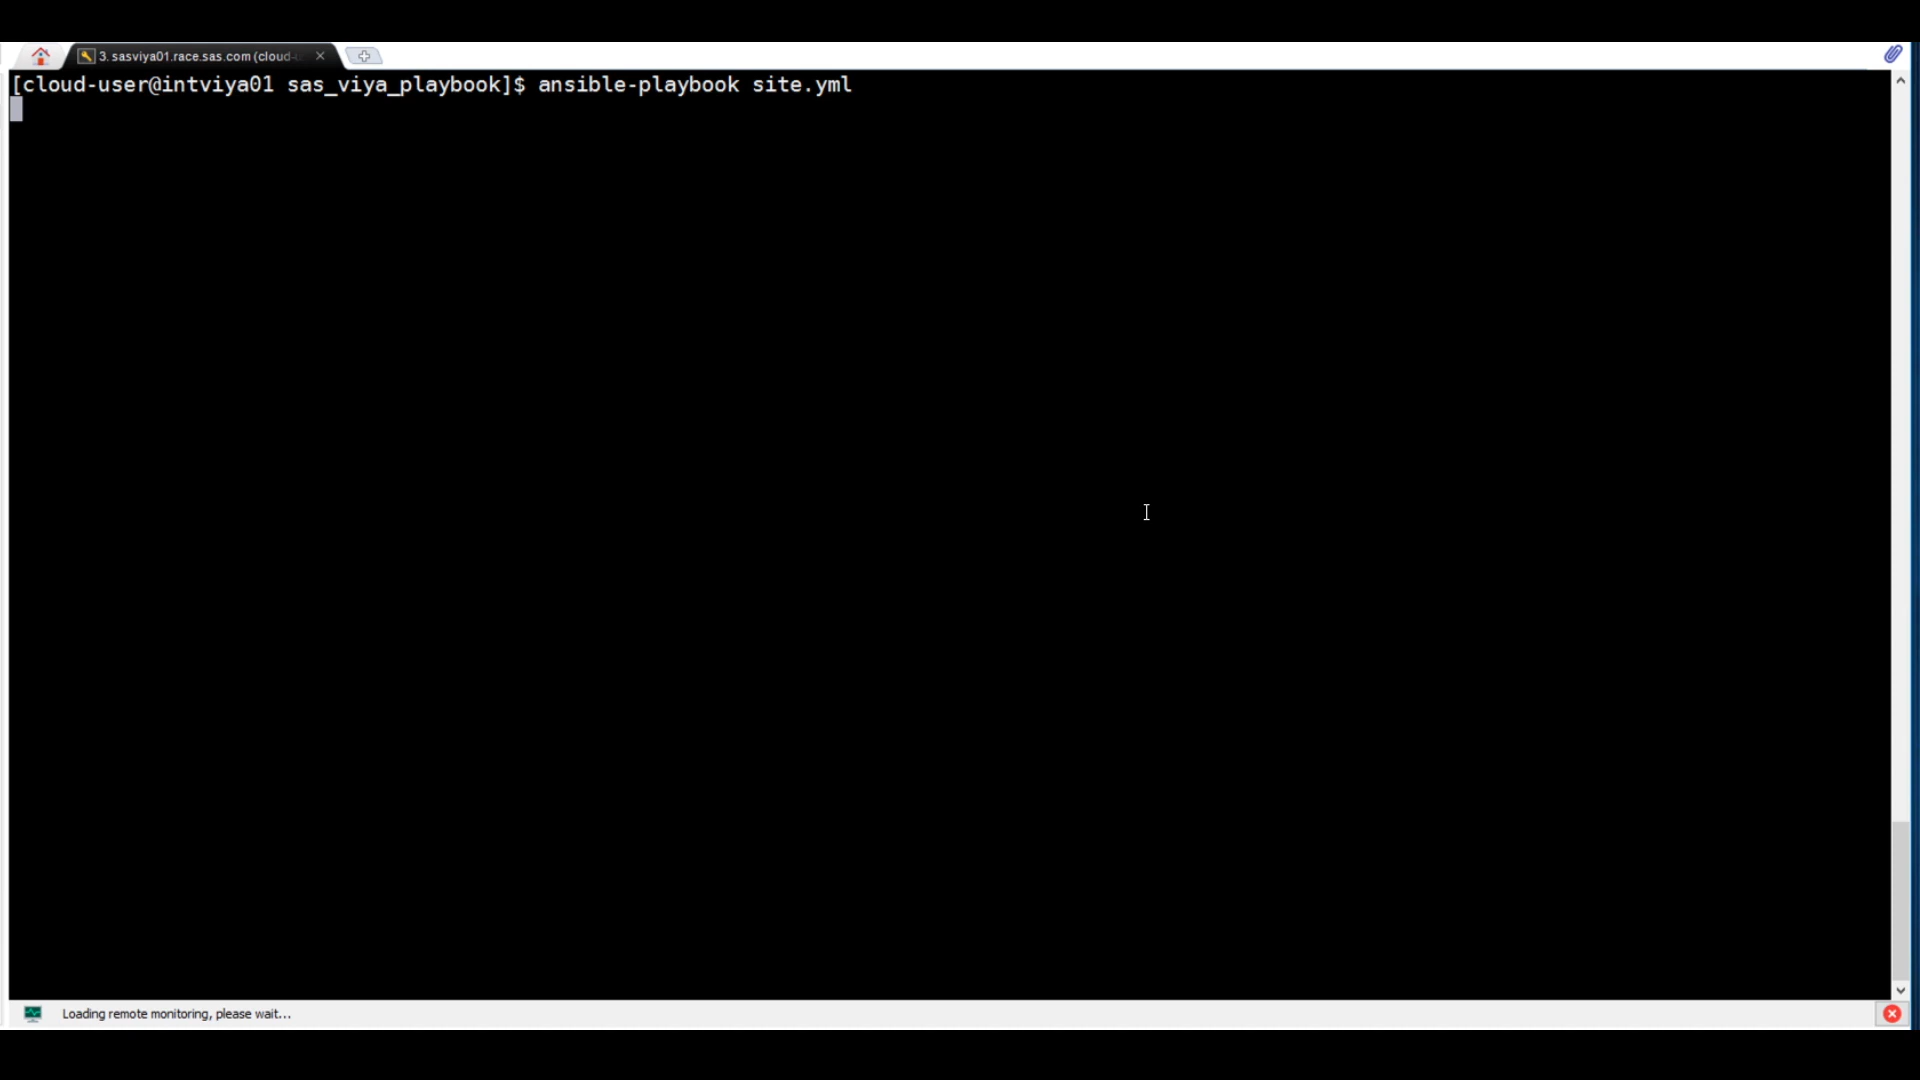 3. sasviya01.race.sas.com (cloud-
[cloud-user@intviya01 sas_viya_playbook]$ ansible-playbook site.yml
Loading remote monitoring, please wait...